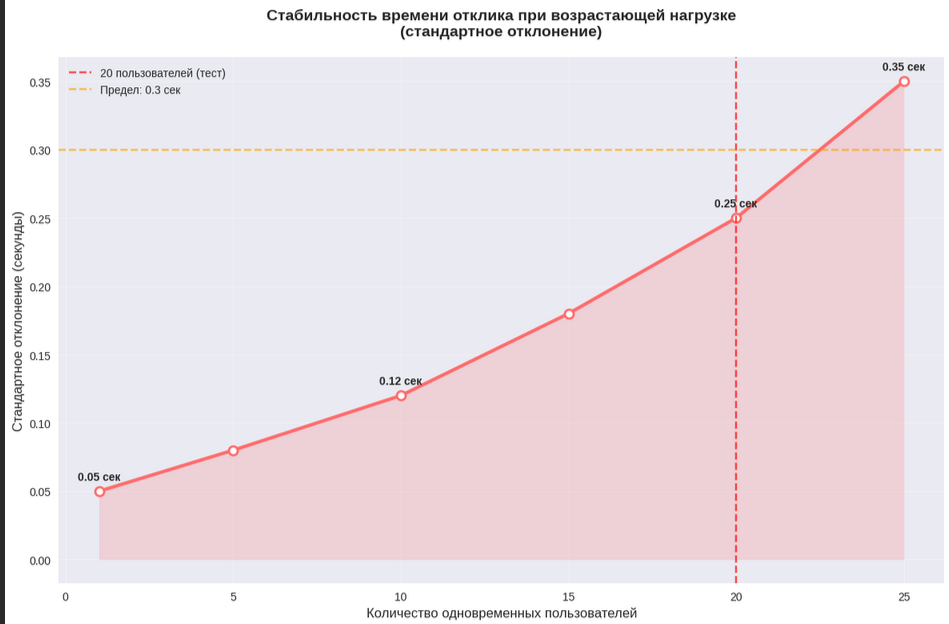 Стабильность времени отклика при возрастающей нагрузке
(стандартное отклонение)
20 пользователей (тест)
Предел: 0.3 сек
Стандартное отклонение (секунды)
0.35
0.30
0.25
0.20
0.15
0.10
0.05
0.00
0.05 сек
0.12 сек
0.25 сек
0.35 сек
0
5
10
15
20
25
Количество одновременных пользователей